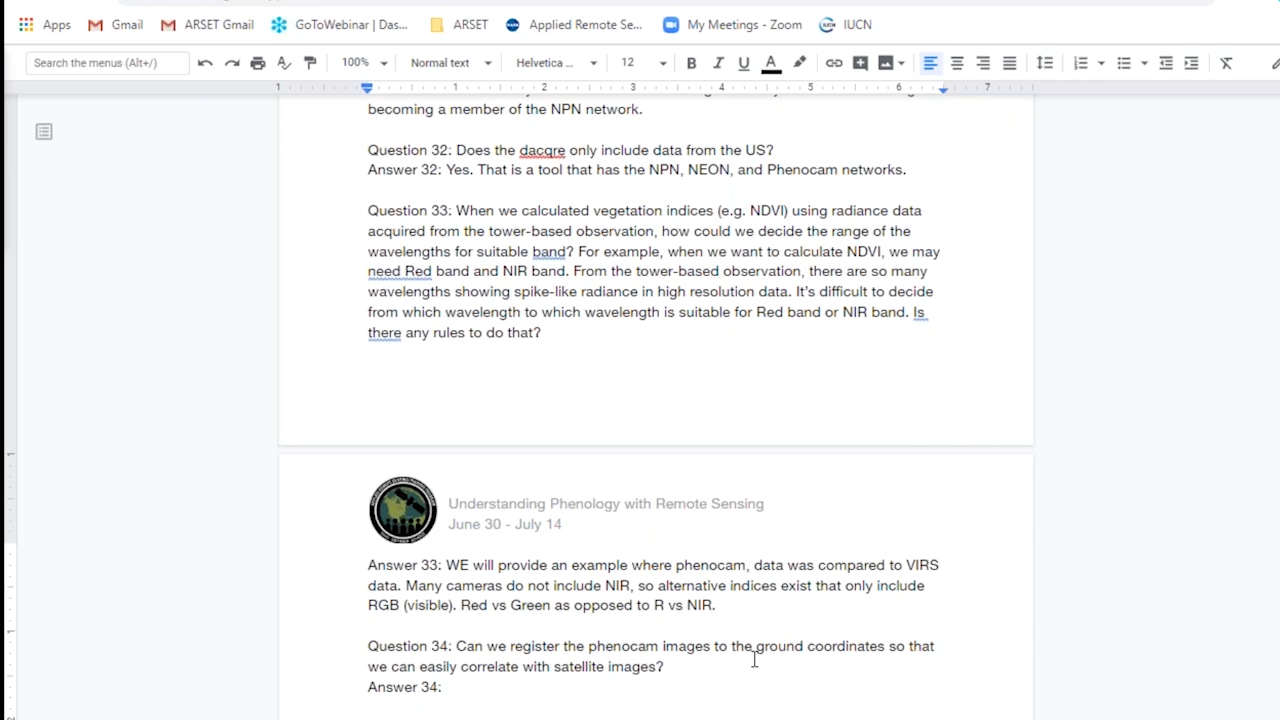 Apps Gmail ARSET Gmail GoToWebinar | Das... ARSET Applied Remote Se... My Meetings - Zoom IUCN
Search the menus (Alt+/) 100% Normal text Helvetica ... 12 B I U A
1 1 2 3 4 5 6 7
becoming a member of the NPN network.
Question 32: Does the dacqre only include data from the US?
Answer 32: Yes. That is a tool that has the NPN, NEON, and Phenocam networks.
Question 33: When we calculated vegetation indices (e.g. NDVI) using radiance data
acquired from the tower-based observation, how could we decide the range of the
wavelengths for suitable band? For example, when we want to calculate NDVI, we may
need Red band and NIR band. From the tower-based observation, there are so many
wavelengths showing spike-like radiance in high resolution data. It's difficult to decide
from which wavelength to which wavelength is suitable for Red band or NIR band. Is
there any rules to do that?
Understanding Phenology with Remote Sensing
June 30 - July 14
Answer 33: WE will provide an example where phenocam, data was compared to VIRS
data. Many cameras do not include NIR, so alternative indices exist that only include
RGB (visible). Red vs Green as opposed to R vs NIR.
Question 34: Can we register the phenocam images to the ground coordinates so that
we can easily correlate with satellite images?
Answer 34: